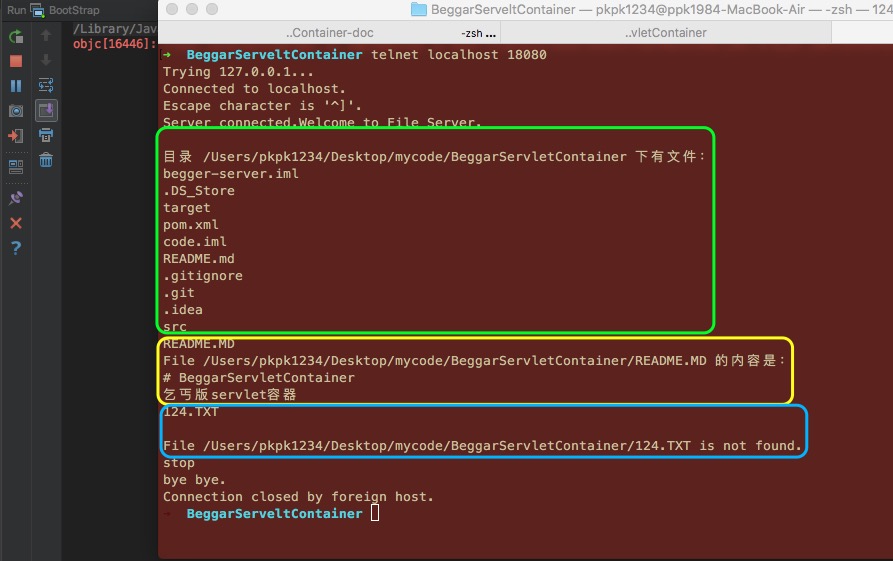 Run BootStrap
BeggarServeltContainer — pkpk1234@ppk1984-MacBook-Air — -zsh — 124
/Library/Jav
objc[16446]:
..Container-doc
-zsh ...
..vletContainer
➜ BeggarServeltContainer telnet localhost 18080
Trying 127.0.0.1...
Connected to localhost.
Escape character is '^]'.
Server connected.Welcome to File Server.
目录 /Users/pkpk1234/Desktop/mycode/BeggarServletContainer 下有文件：
begger-server.iml
.DS_Store
target
pom.xml
code.iml
README.md
.gitignore
.git
.idea
src
README.MD
File /Users/pkpk1234/Desktop/mycode/BeggarServletContainer/README.MD 的内容是：
# BeggarServletContainer
乞丐版servlet容器
124.TXT
File /Users/pkpk1234/Desktop/mycode/BeggarServletContainer/124.TXT is not found.
stop
bye bye.
Connection closed by foreign host.
➜ BeggarServeltContainer